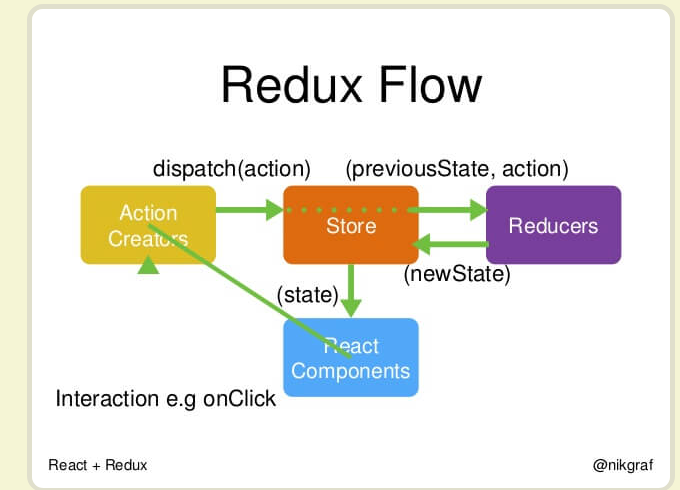 Redux Flow
dispatch(action)
(previousState, action)
Action
Creators
Store
Reducers
(newState)
(state)
React
Components
Interaction e.g onClick
React + Redux
@nikgraf